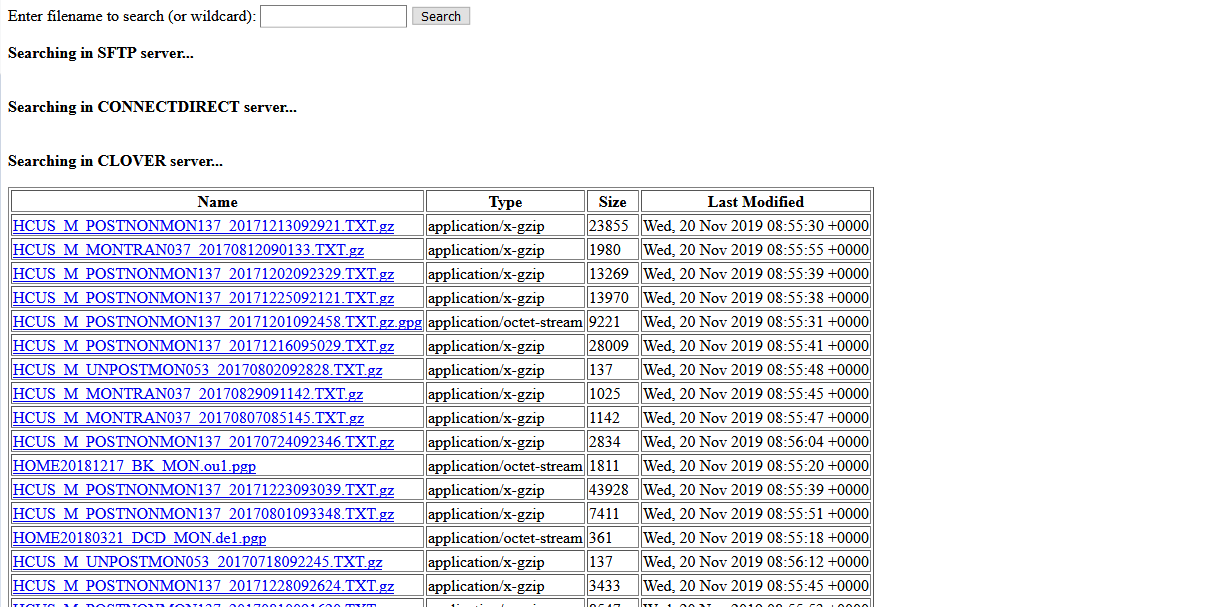 Enter filename to search (or wildcard): Search
Searching in SFTP server...
Searching in CONNECTDIRECT server...
Searching in CLOVER server...
Name Type Size Last Modified
HCUS_M_POSTNONMON137_20171213092921.TXT.gz application/x-gzip 23855 Wed, 20 Nov 2019 08:55:30 +0000
HCUS_M_MONTRAN037_20170812090133.TXT.gz application/x-gzip 1980 Wed, 20 Nov 2019 08:55:55 +0000
HCUS_M_POSTNONMON137_20171202092329.TXT.gz application/x-gzip 13269 Wed, 20 Nov 2019 08:55:39 +0000
HCUS_M_POSTNONMON137_20171225092121.TXT.gz application/x-gzip 13970 Wed, 20 Nov 2019 08:55:38 +0000
HCUS_M_POSTNONMON137_20171201092458.TXT.gz.gpg application/octet-stream 9221 Wed, 20 Nov 2019 08:55:31 +0000
HCUS_M_POSTNONMON137_20171216095029.TXT.gz application/x-gzip 28009 Wed, 20 Nov 2019 08:55:41 +0000
HCUS_M_UNPOSTMON053_20170802092828.TXT.gz application/x-gzip 137 Wed, 20 Nov 2019 08:55:48 +0000
HCUS_M_MONTRAN037_20170829091142.TXT.gz application/x-gzip 1025 Wed, 20 Nov 2019 08:55:45 +0000
HCUS_M_MONTRAN037_20170807085145.TXT.gz application/x-gzip 1142 Wed, 20 Nov 2019 08:55:47 +0000
HCUS_M_POSTNONMON137_20170724092346.TXT.gz application/x-gzip 2834 Wed, 20 Nov 2019 08:56:04 +0000
HOME20181217_BK_MON.ou1.pgp application/octet-stream 1811 Wed, 20 Nov 2019 08:55:20 +0000
HCUS_M_POSTNONMON137_20171223093039.TXT.gz application/x-gzip 43928 Wed, 20 Nov 2019 08:55:39 +0000
HCUS_M_POSTNONMON137_20170801093348.TXT.gz application/x-gzip 7411 Wed, 20 Nov 2019 08:55:51 +0000
HOME20180321_DCD_MON.de1.pgp application/octet-stream 361 Wed, 20 Nov 2019 08:55:18 +0000
HCUS_M_UNPOSTMON053_20170718092245.TXT.gz application/x-gzip 137 Wed, 20 Nov 2019 08:56:12 +0000
HCUS_M_POSTNONMON137_20171228092624.TXT.gz application/x-gzip 3433 Wed, 20 Nov 2019 08:55:45 +0000